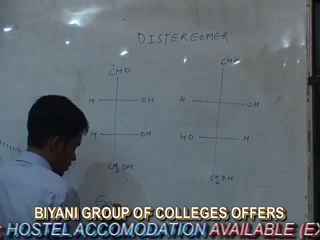 DISTEREOMER
CHO CHO
H OH H OH
H OH HO H
CH2OH CH2OH
BIYANI GROUP OF COLLEGES OFFERS
HOSTEL ACCOMODATION AVAILABLE (EX